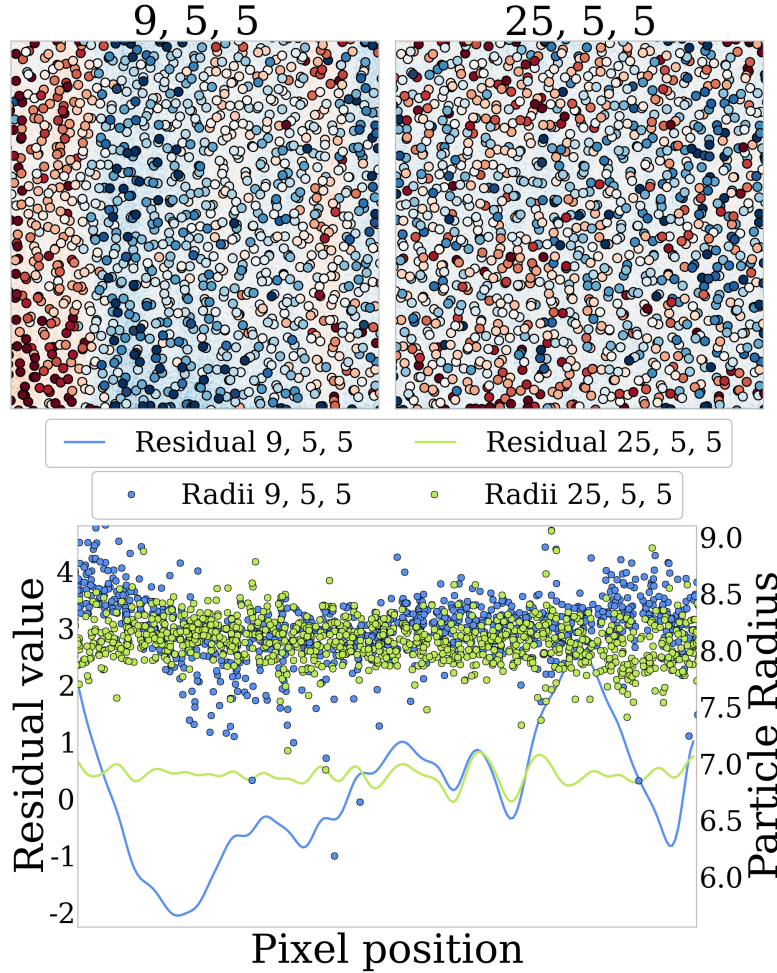 9, 5, 5
25, 5, 5
Residual 9, 5, 5
Residual 25, 5, 5
Radii 9, 5, 5
Radii 25, 5, 5
Residual value
4
3
2
1
0
-1
-2
9.0
8.5
8.0
7.5
7.0
6.5
6.0
Particle Radius
Pixel position